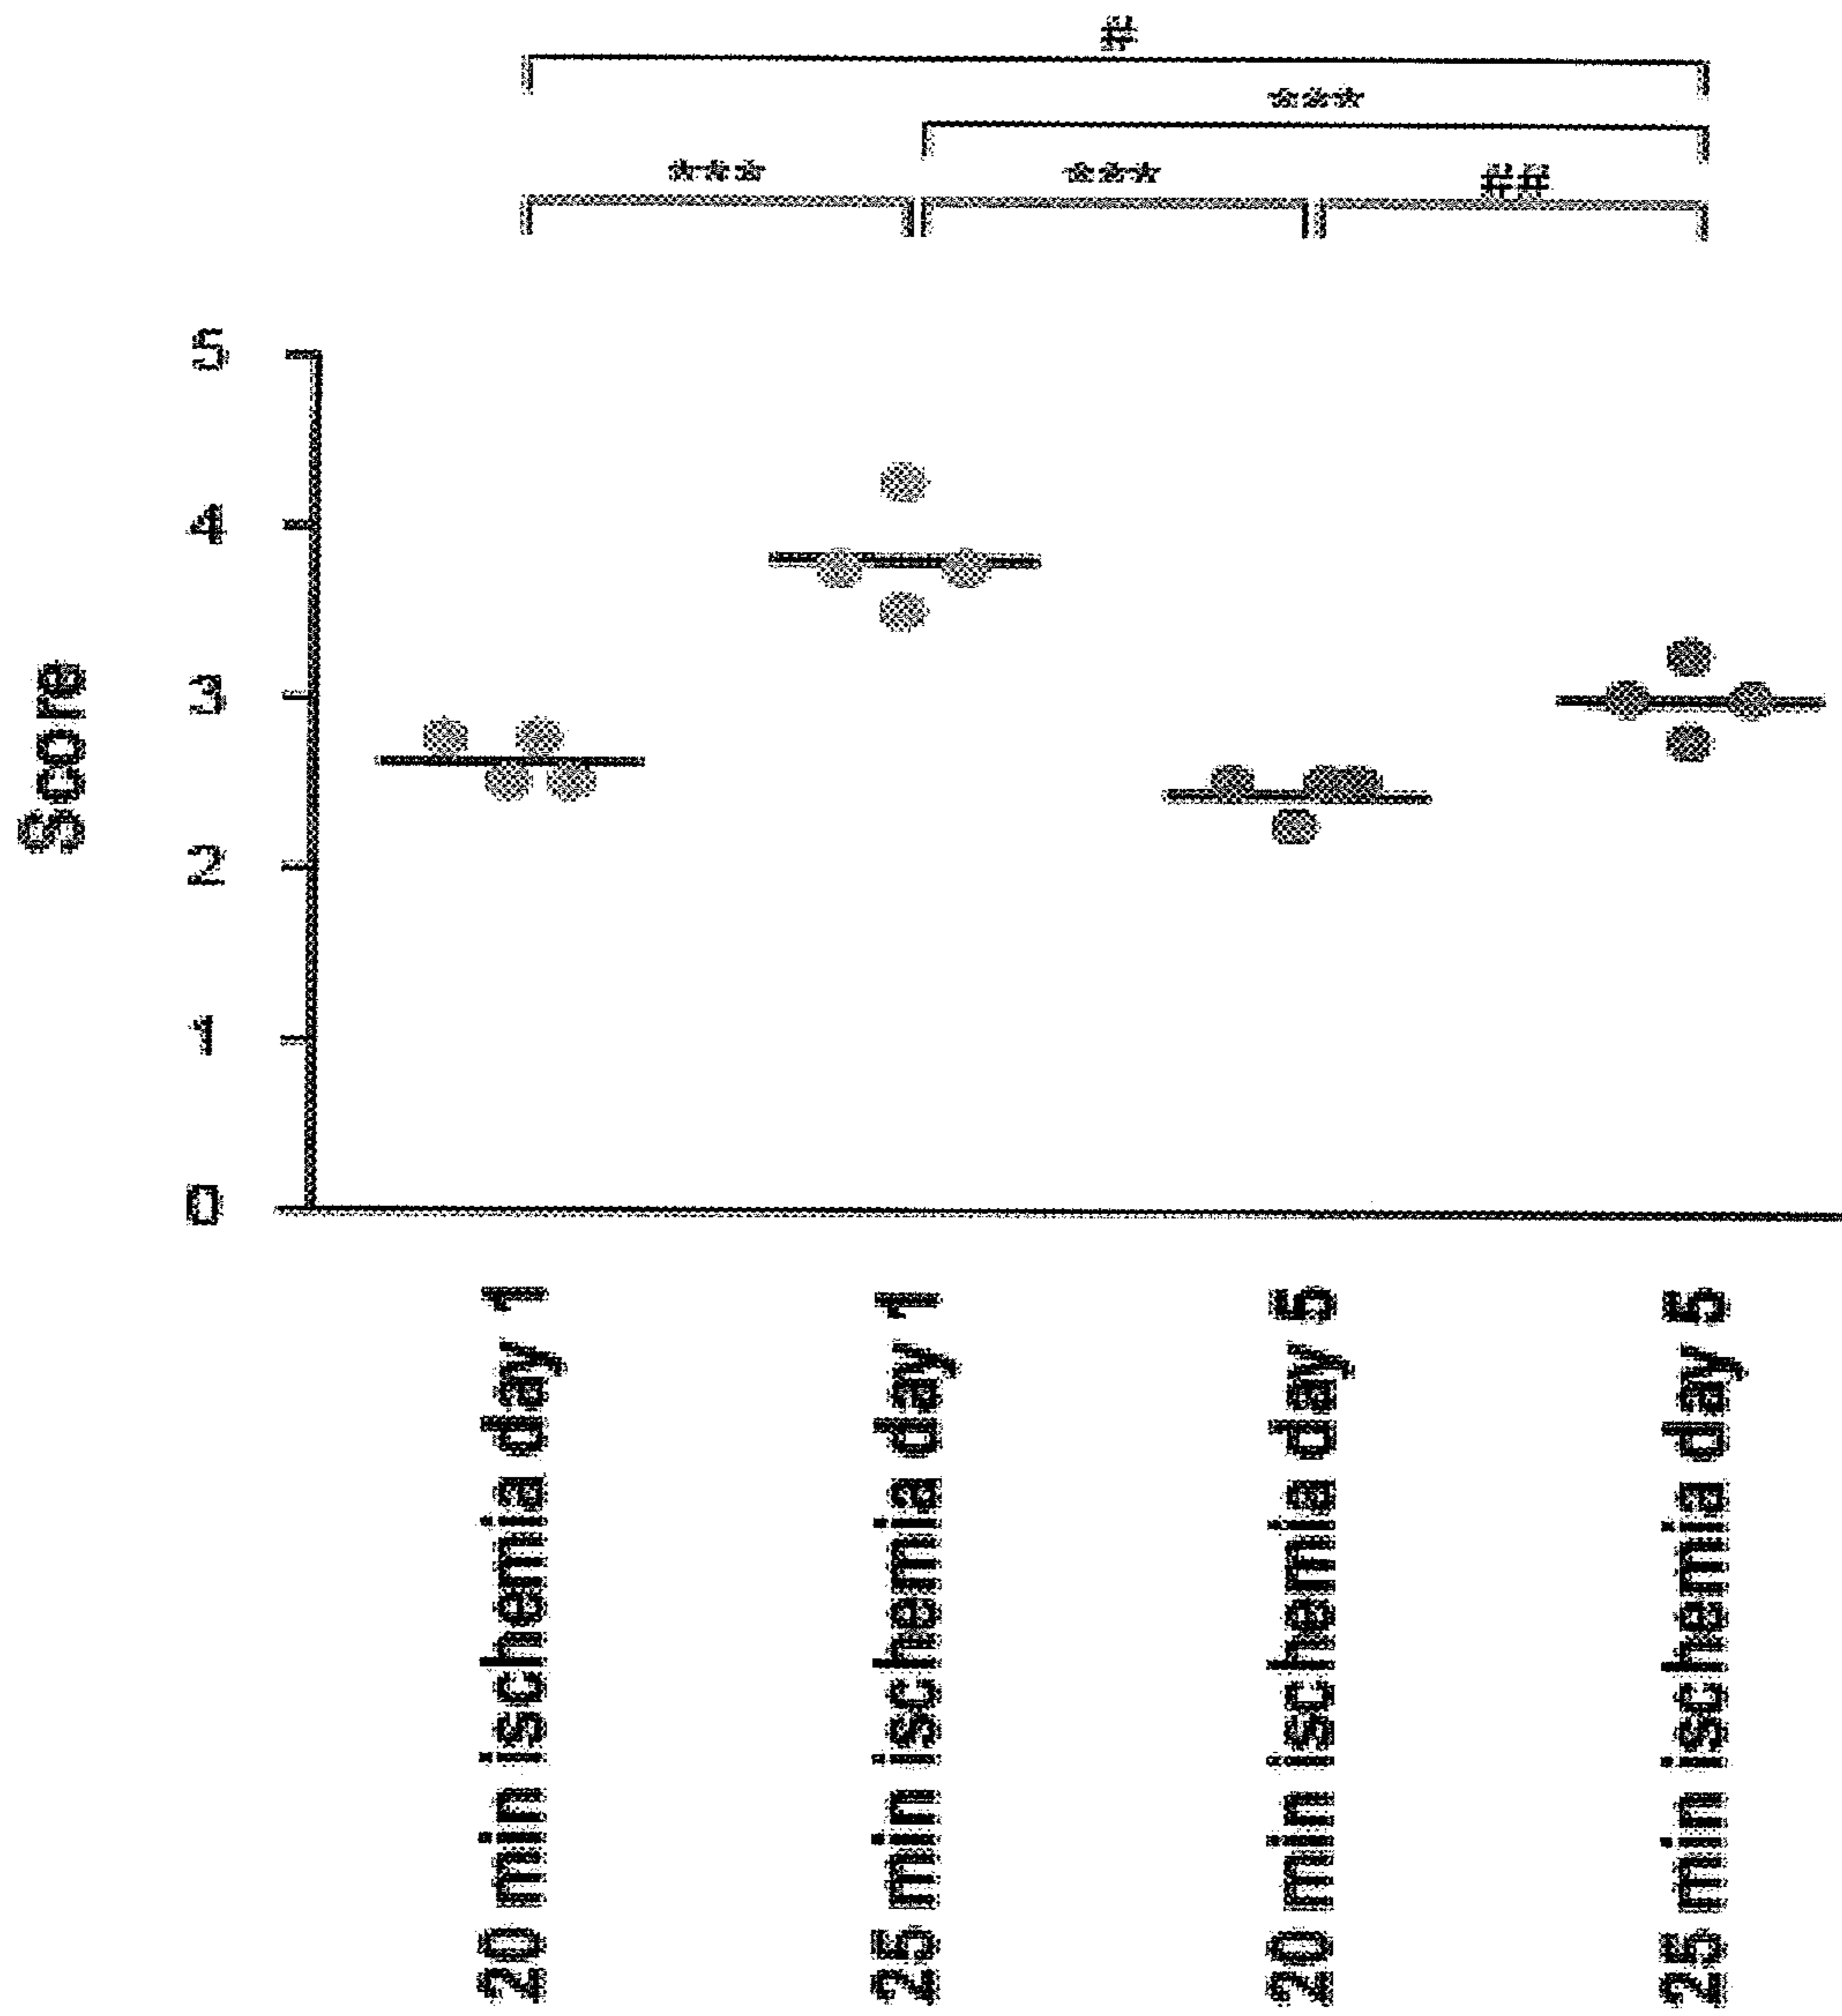 #
***
*** *** ##
5
4
3
2
1
0
Score
20 min ischemia day 1
25 min ischemia day 1
20 min ischemia day 5
25 min ischemia day 5